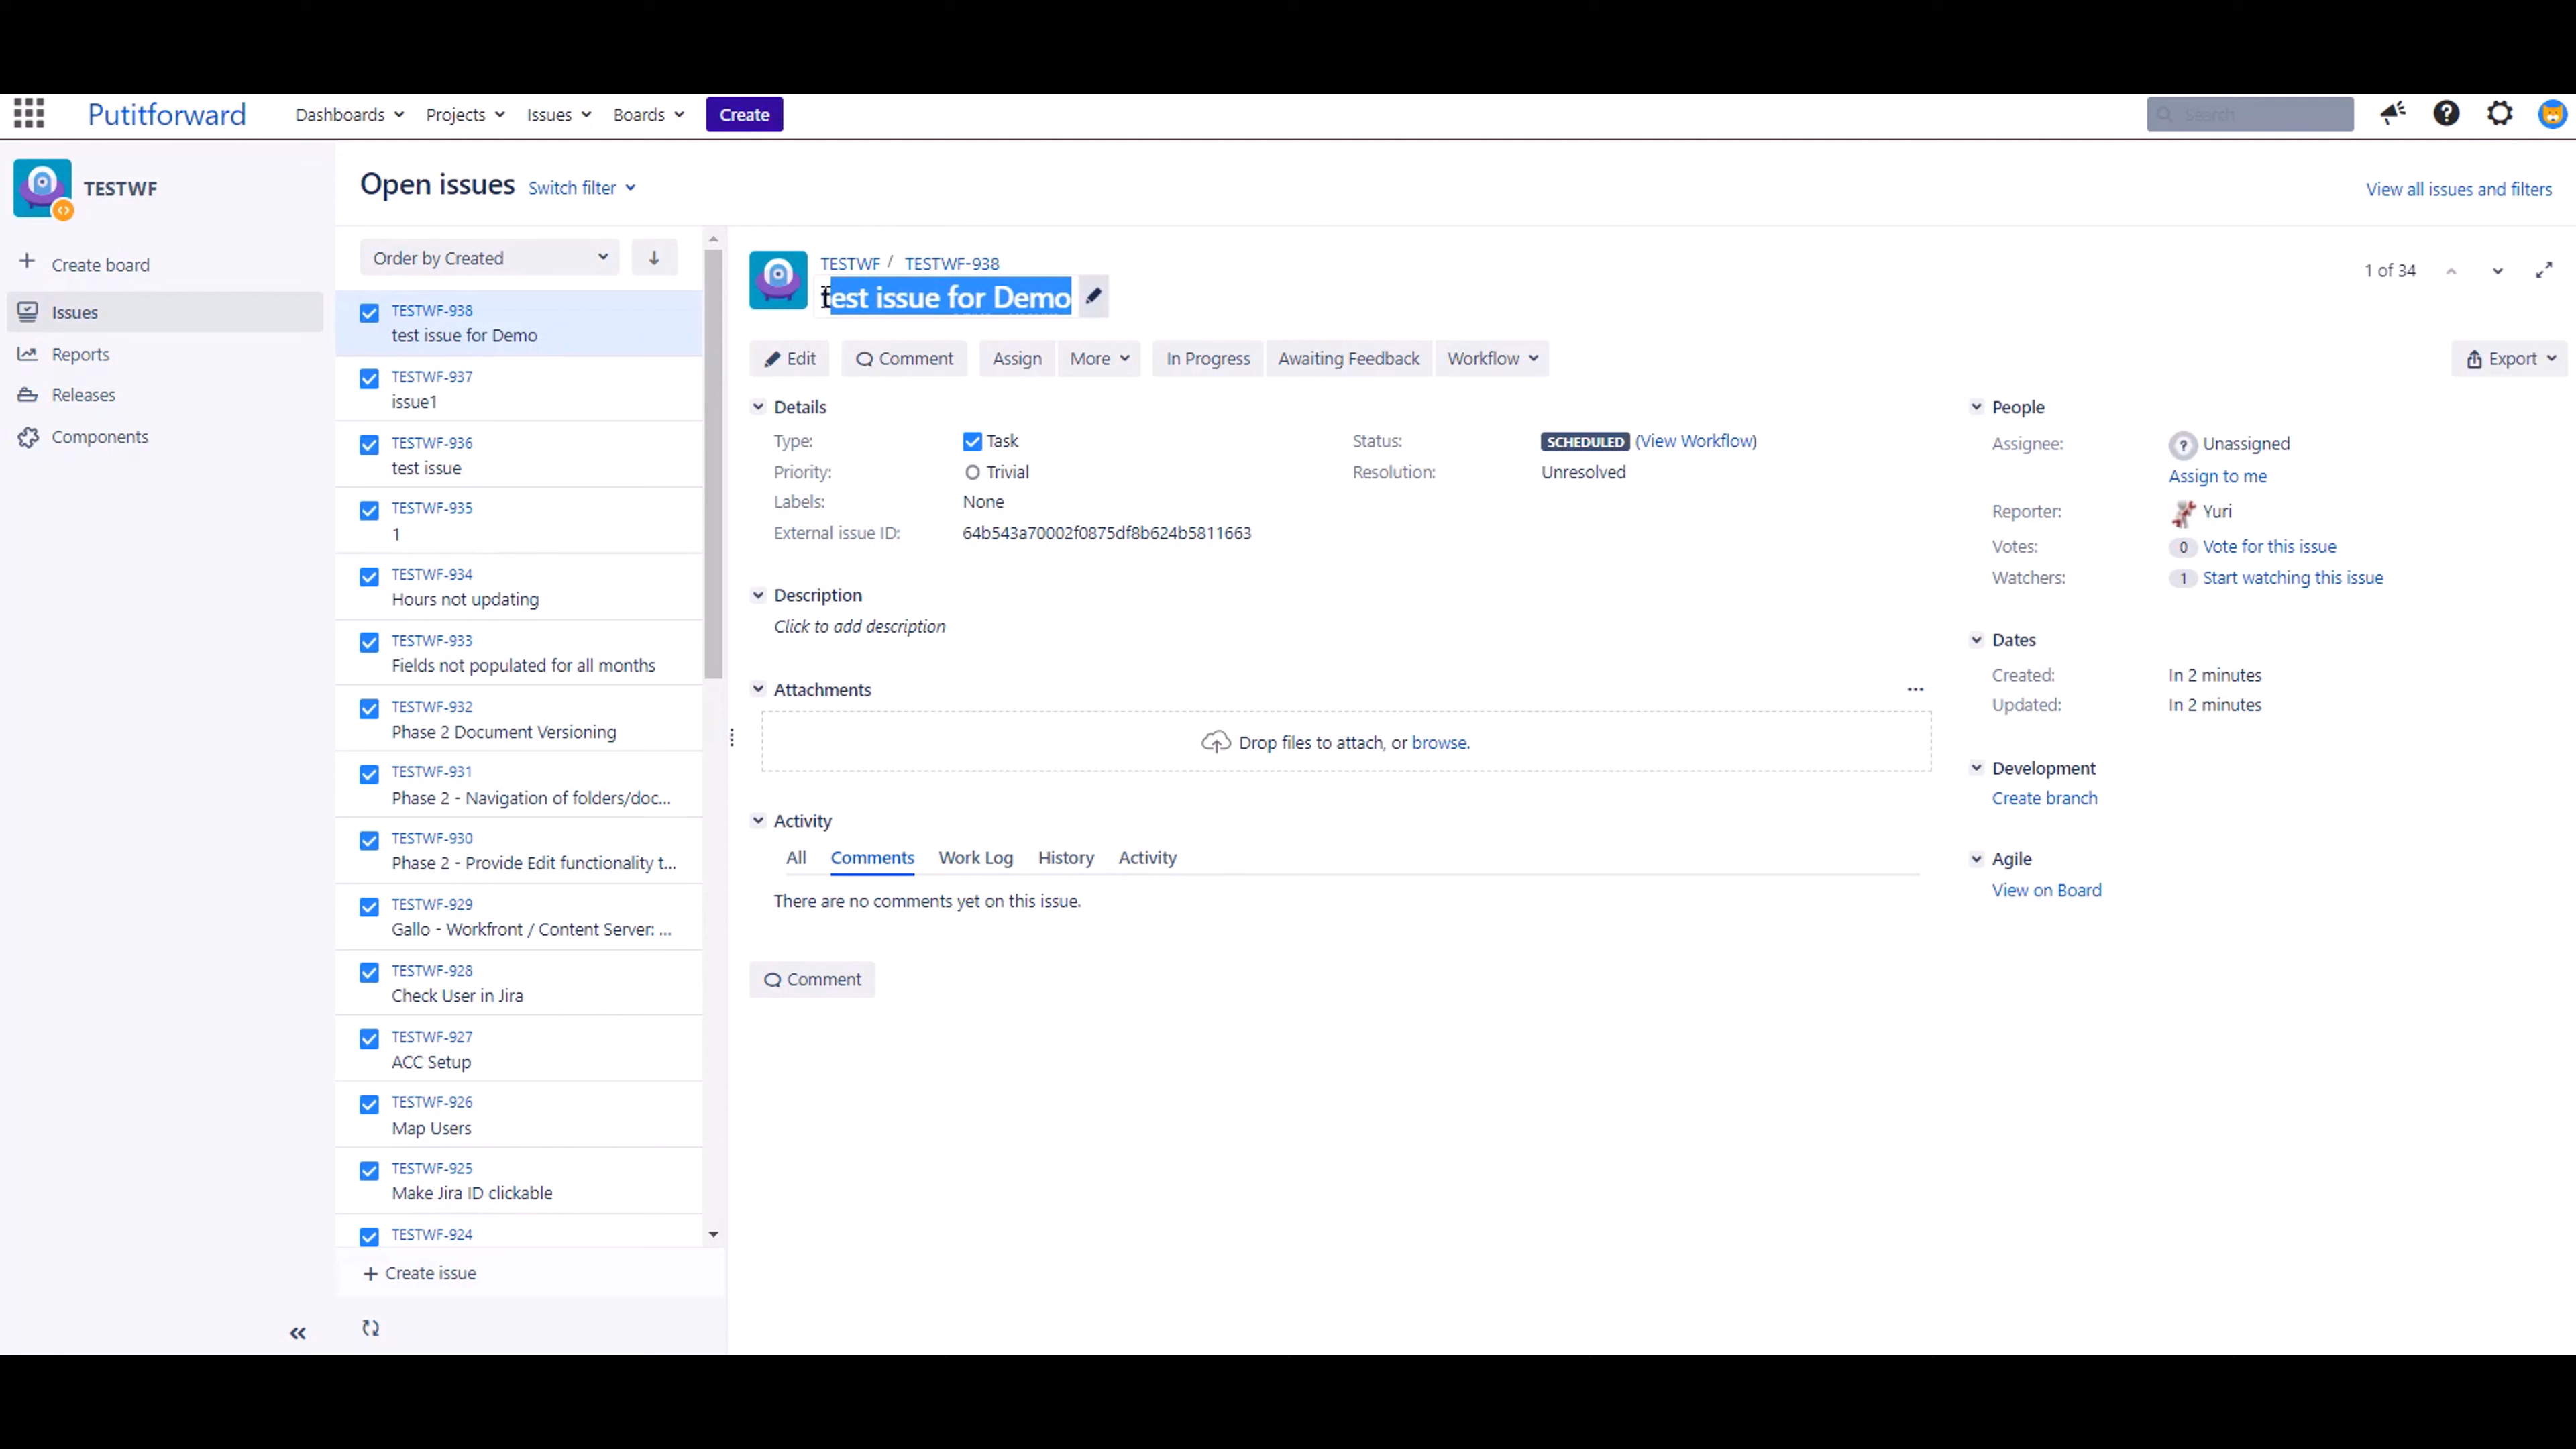 Putitforward Dashboards Projects Issues Boards Create Search
TESTWF
Create board
Issues
Reports
Releases
Components
Open issues Switch filter
View all issues and filters
Order by Created
TESTWF-938
test issue for Demo
TESTWF-937
issue1
TESTWF-936
test issue
TESTWF-935
1
TESTWF-934
Hours not updating
TESTWF-933
Fields not populated for all months
TESTWF-932
Phase 2 Document Versioning
TESTWF-931
Phase 2 - Navigation of folders/doc...
TESTWF-930
Phase 2 - Provide Edit functionality t...
TESTWF-929
Gallo - Workfront / Content Server: ...
TESTWF-928
Check User in Jira
TESTWF-927
ACC Setup
TESTWF-926
Map Users
TESTWF-925
Make Jira ID clickable
TESTWF-924
+ Create issue
TESTWF / TESTWF-938
test issue for Demo
1 of 34
Edit Comment Assign More In Progress Awaiting Feedback Workflow Export
Details
Type: Task
Priority: Trivial
Labels: None
External issue ID: 64b543a70002f0875df8b624b5811663
Status: SCHEDULED (View Workflow)
Resolution: Unresolved
Description
Click to add description
Attachments
Drop files to attach, or browse.
Activity
All Comments Work Log History Activity
There are no comments yet on this issue.
Comment
People
Assignee: Unassigned
Assign to me
Reporter: Yuri
Votes: 0 Vote for this issue
Watchers: 1 Start watching this issue
Dates
Created: In 2 minutes
Updated: In 2 minutes
Development
Create branch
Agile
View on Board